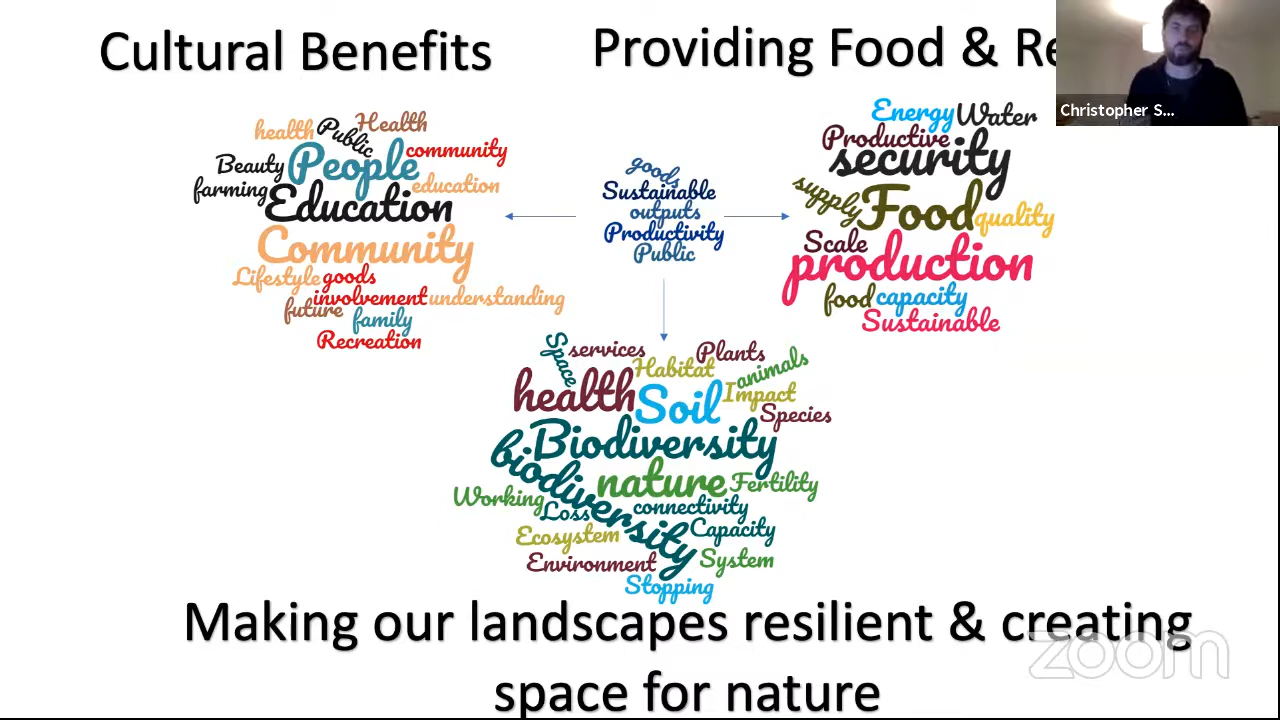 Cultural Benefits
Providing Food & Re
Christopher S...
health Public Health
Beauty People community
farming education
Education
Community
Lifestyle goods
involvement understanding
future family
Recreation
goods
Sustainable
outputs
Productivity
Public
Energy Water
Productive
security
supply Food quality
Scale
production
food capacity
Sustainable
Space services Plants
Habitat animals
health Soil Impact
Species
Biodiversity
biodiversity nature Fertility
Working connectivity
Loss Capacity
Ecosystem
Environment System
Stopping
Making our landscapes resilient & creating
space for nature
zoom